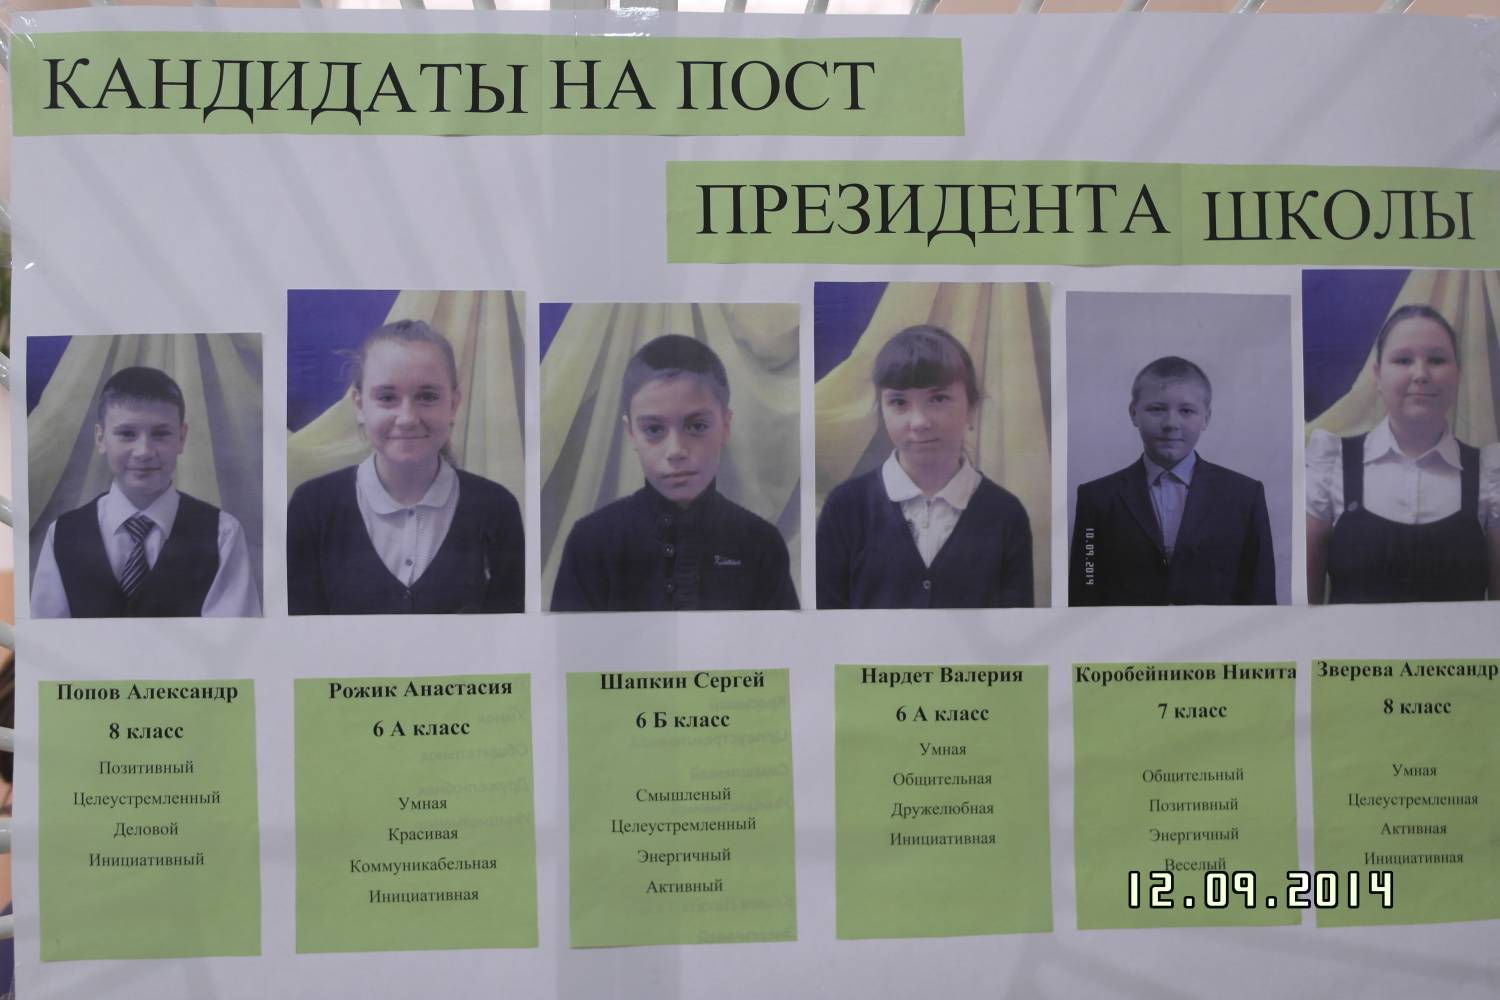 КАНДИДАТЫ НА ПОСТ
ПРЕЗИДЕНТА ШКОЛЫ
10.09.2014
Попов Александр
8 класс
Позитивный
Целеустремленный
Деловой
Инициативный
Рожик Анастасия
6 А класс
Умная
Красивая
Коммуникабельная
Инициативная
Шапкин Сергей
6 Б класс
Смышленый
Целеустремленный
Энергичный
Активный
Нардет Валерия
6 А класс
Умная
Общительная
Дружелюбная
Инициативная
Коробейников Никита
7 класс
Общительный
Позитивный
Энергичный
Веселый
Зверева Александр
8 класс
Умная
Целеустремленная
Активная
Инициативная
12.09.2014